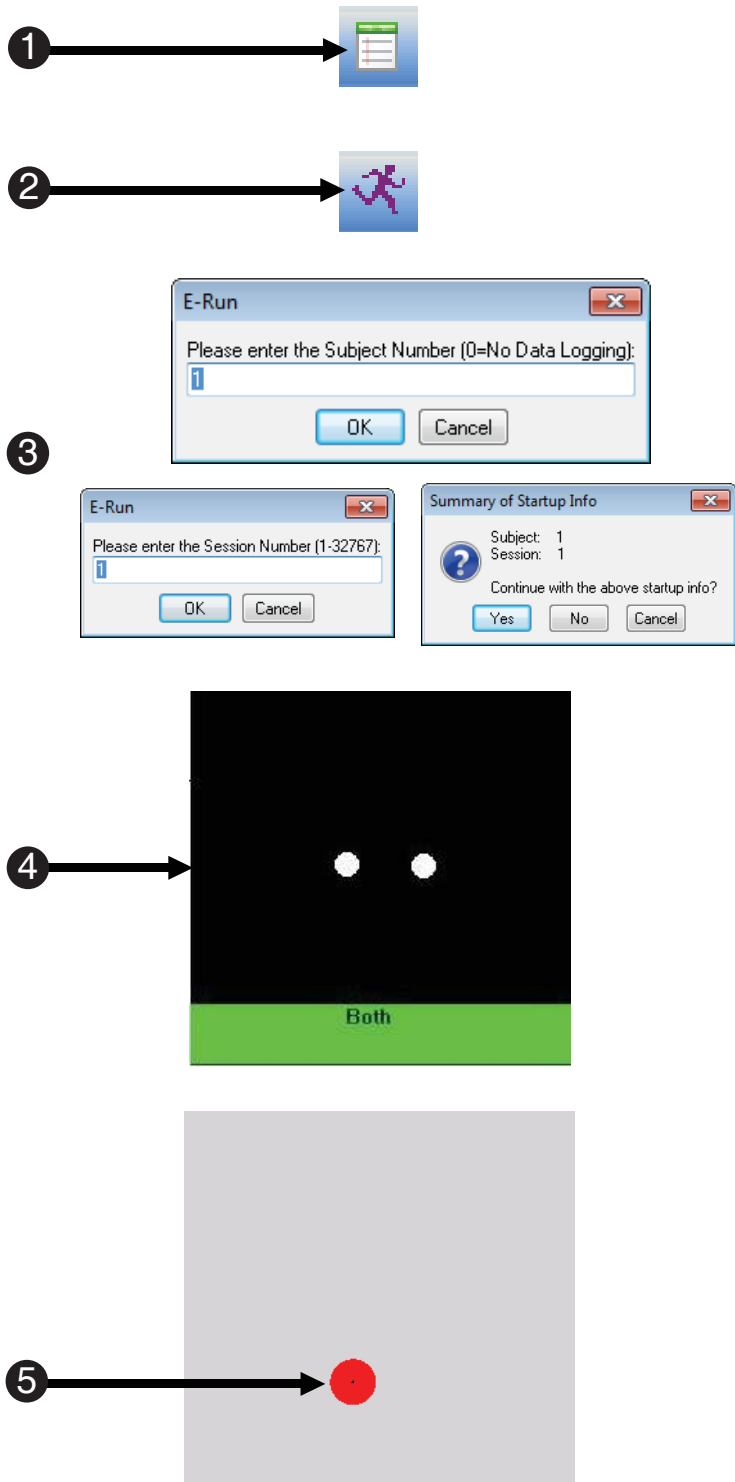 1
2
E-Run
Please enter the Subject Number (0=No Data Logging):
1
OK Cancel
3
E-Run
Please enter the Session Number (1-32767):
1
OK Cancel
Summary of Startup Info
Subject: 1
Session: 1
Continue with the above startup info?
Yes No Cancel
4
Both
5